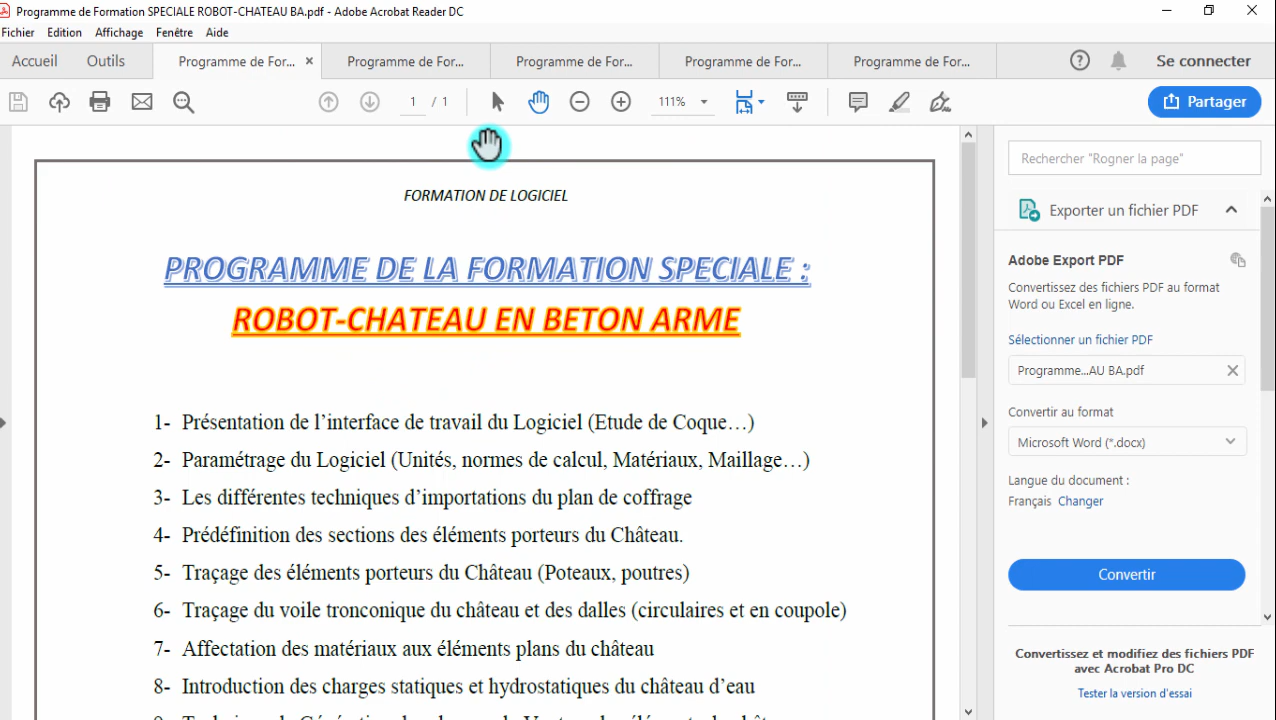 Programme de Formation SPECIALE ROBOT-CHATEAU BA.pdf - Adobe Acrobat Reader DC
Fichier Edition Affichage Fenêtre Aide
Accueil Outils Programme de For... × Programme de For... Programme de For... Programme de For... Programme de For... Se connecter
1 / 1 111% Partager
Rechercher "Rogner la page"
FORMATION DE LOGICIEL
Exporter un fichier PDF
PROGRAMME DE LA FORMATION SPECIALE :
ROBOT-CHATEAU EN BETON ARME
Adobe Export PDF
Convertissez des fichiers PDF au format
Word ou Excel en ligne.
Sélectionner un fichier PDF
Programme...AU BA.pdf
Convertir au format
Microsoft Word (*.docx)
Langue du document :
Français Changer
Convertir
Convertissez et modifiez des fichiers PDF
avec Acrobat Pro DC
Tester la version d'essai
1- Présentation de l’interface de travail du Logiciel (Etude de Coque…)
2- Paramétrage du Logiciel (Unités, normes de calcul, Matériaux, Maillage…)
3- Les différentes techniques d’importations du plan de coffrage
4- Prédéfinition des sections des éléments porteurs du Château.
5- Traçage des éléments porteurs du Château (Poteaux, poutres)
6- Traçage du voile tronconique du château et des dalles (circulaires et en coupole)
7- Affectation des matériaux aux éléments plans du château
8- Introduction des charges statiques et hydrostatiques du château d’eau